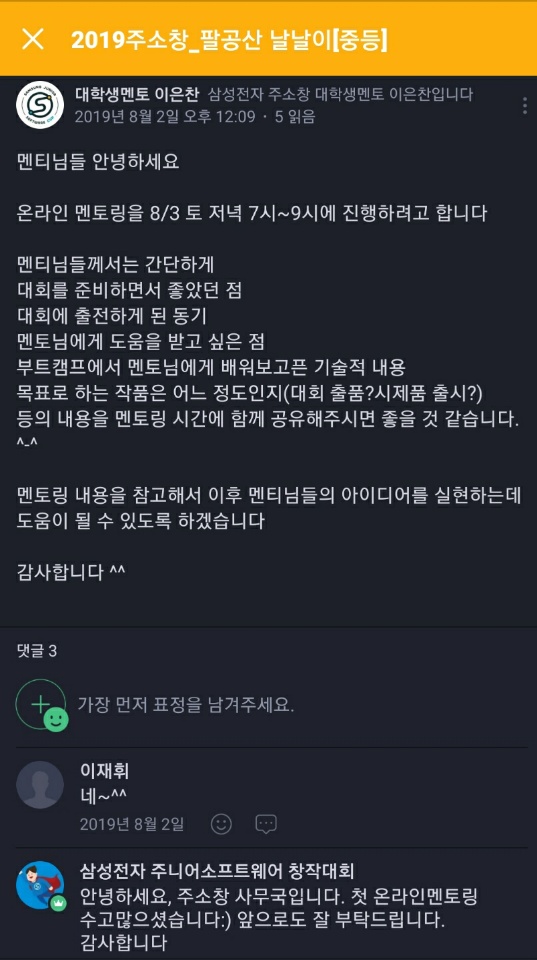 2019주소창_팔공산 날날이[중등]
대학생멘토 이은찬 삼성전자 주소창 대학생멘토 이은찬입니다
2019년 8월 2일 오후 12:09 · 5 읽음
멘티님들 안녕하세요
온라인 멘토링을 8/3 토 저녁 7시~9시에 진행하려고 합니다
멘티님들께서는 간단하게
대회를 준비하면서 좋았던 점
대회에 출전하게 된 동기
멘토님에게 도움을 받고 싶은 점
부트캠프에서 멘토님에게 배워보고픈 기술적 내용
목표로 하는 작품은 어느 정도인지(대회 출품?시제품 출시?)
등의 내용을 멘토링 시간에 함께 공유해주시면 좋을 것 같습니다.
^-^
멘토링 내용을 참고해서 이후 멘티님들의 아이디어를 실현하는데
도움이 될 수 있도록 하겠습니다
감사합니다 ^^
댓글 3
가장 먼저 표정을 남겨주세요.
이재휘
네~^^
2019년 8월 2일
삼성전자 주니어소프트웨어 창작대회
안녕하세요, 주소창 사무국입니다. 첫 온라인멘토링
수고많으셨습니다:) 앞으로도 잘 부탁드립니다.
감사합니다